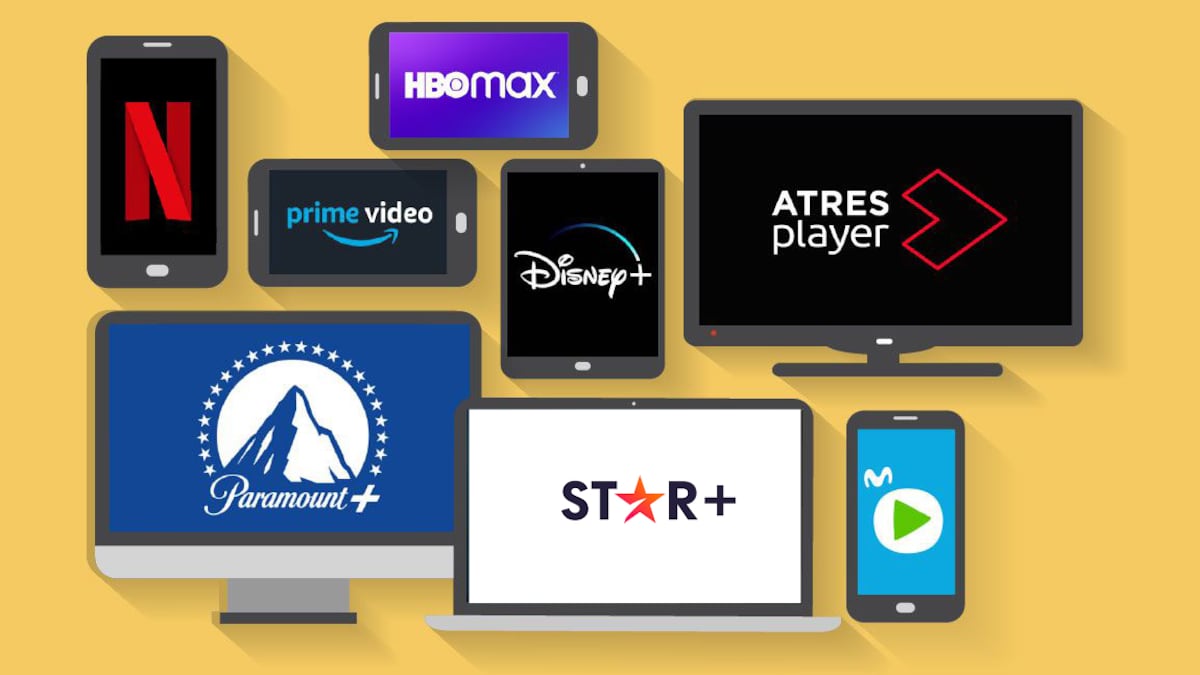 N
HBOmax
prime video
Disney+
ATRES
player
Paramount+
STAR+
M